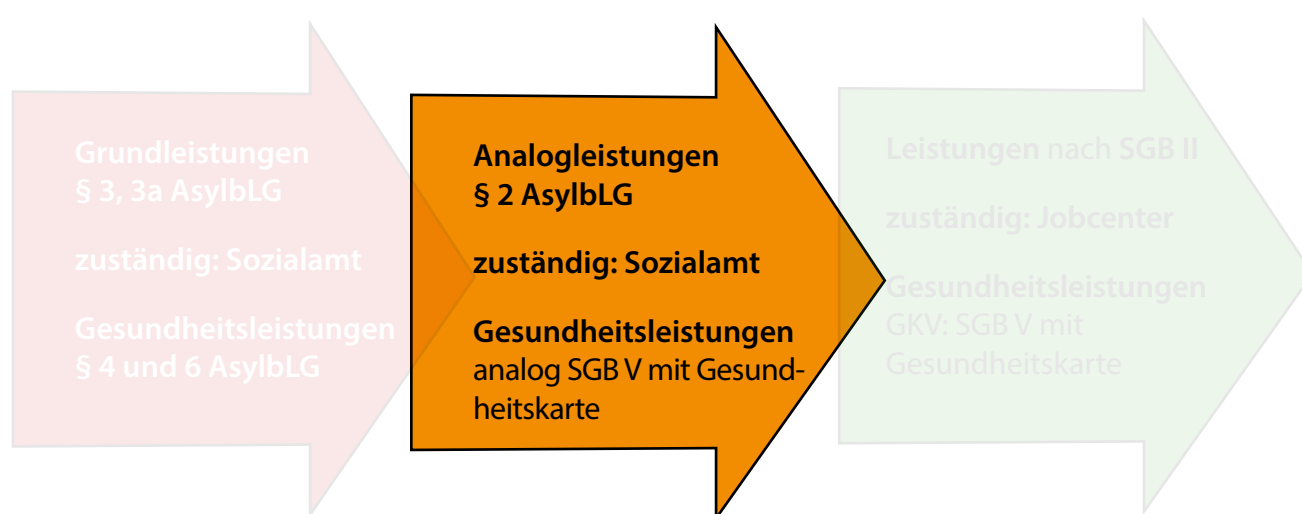 Grundleistungen
§ 3, 3a AsylbLG
zuständig: Sozialamt
Gesundheitsleistungen
§ 4 und 6 AsylbLG
Analogleistungen
§ 2 AsylbLG
zuständig: Sozialamt
Gesundheitsleistungen
analog SGB V mit Gesund-
heitskarte
Leistungen nach SGB II
zuständig: Jobcenter
Gesundheitsleistungen
GKV: SGB V mit
Gesundheitskarte